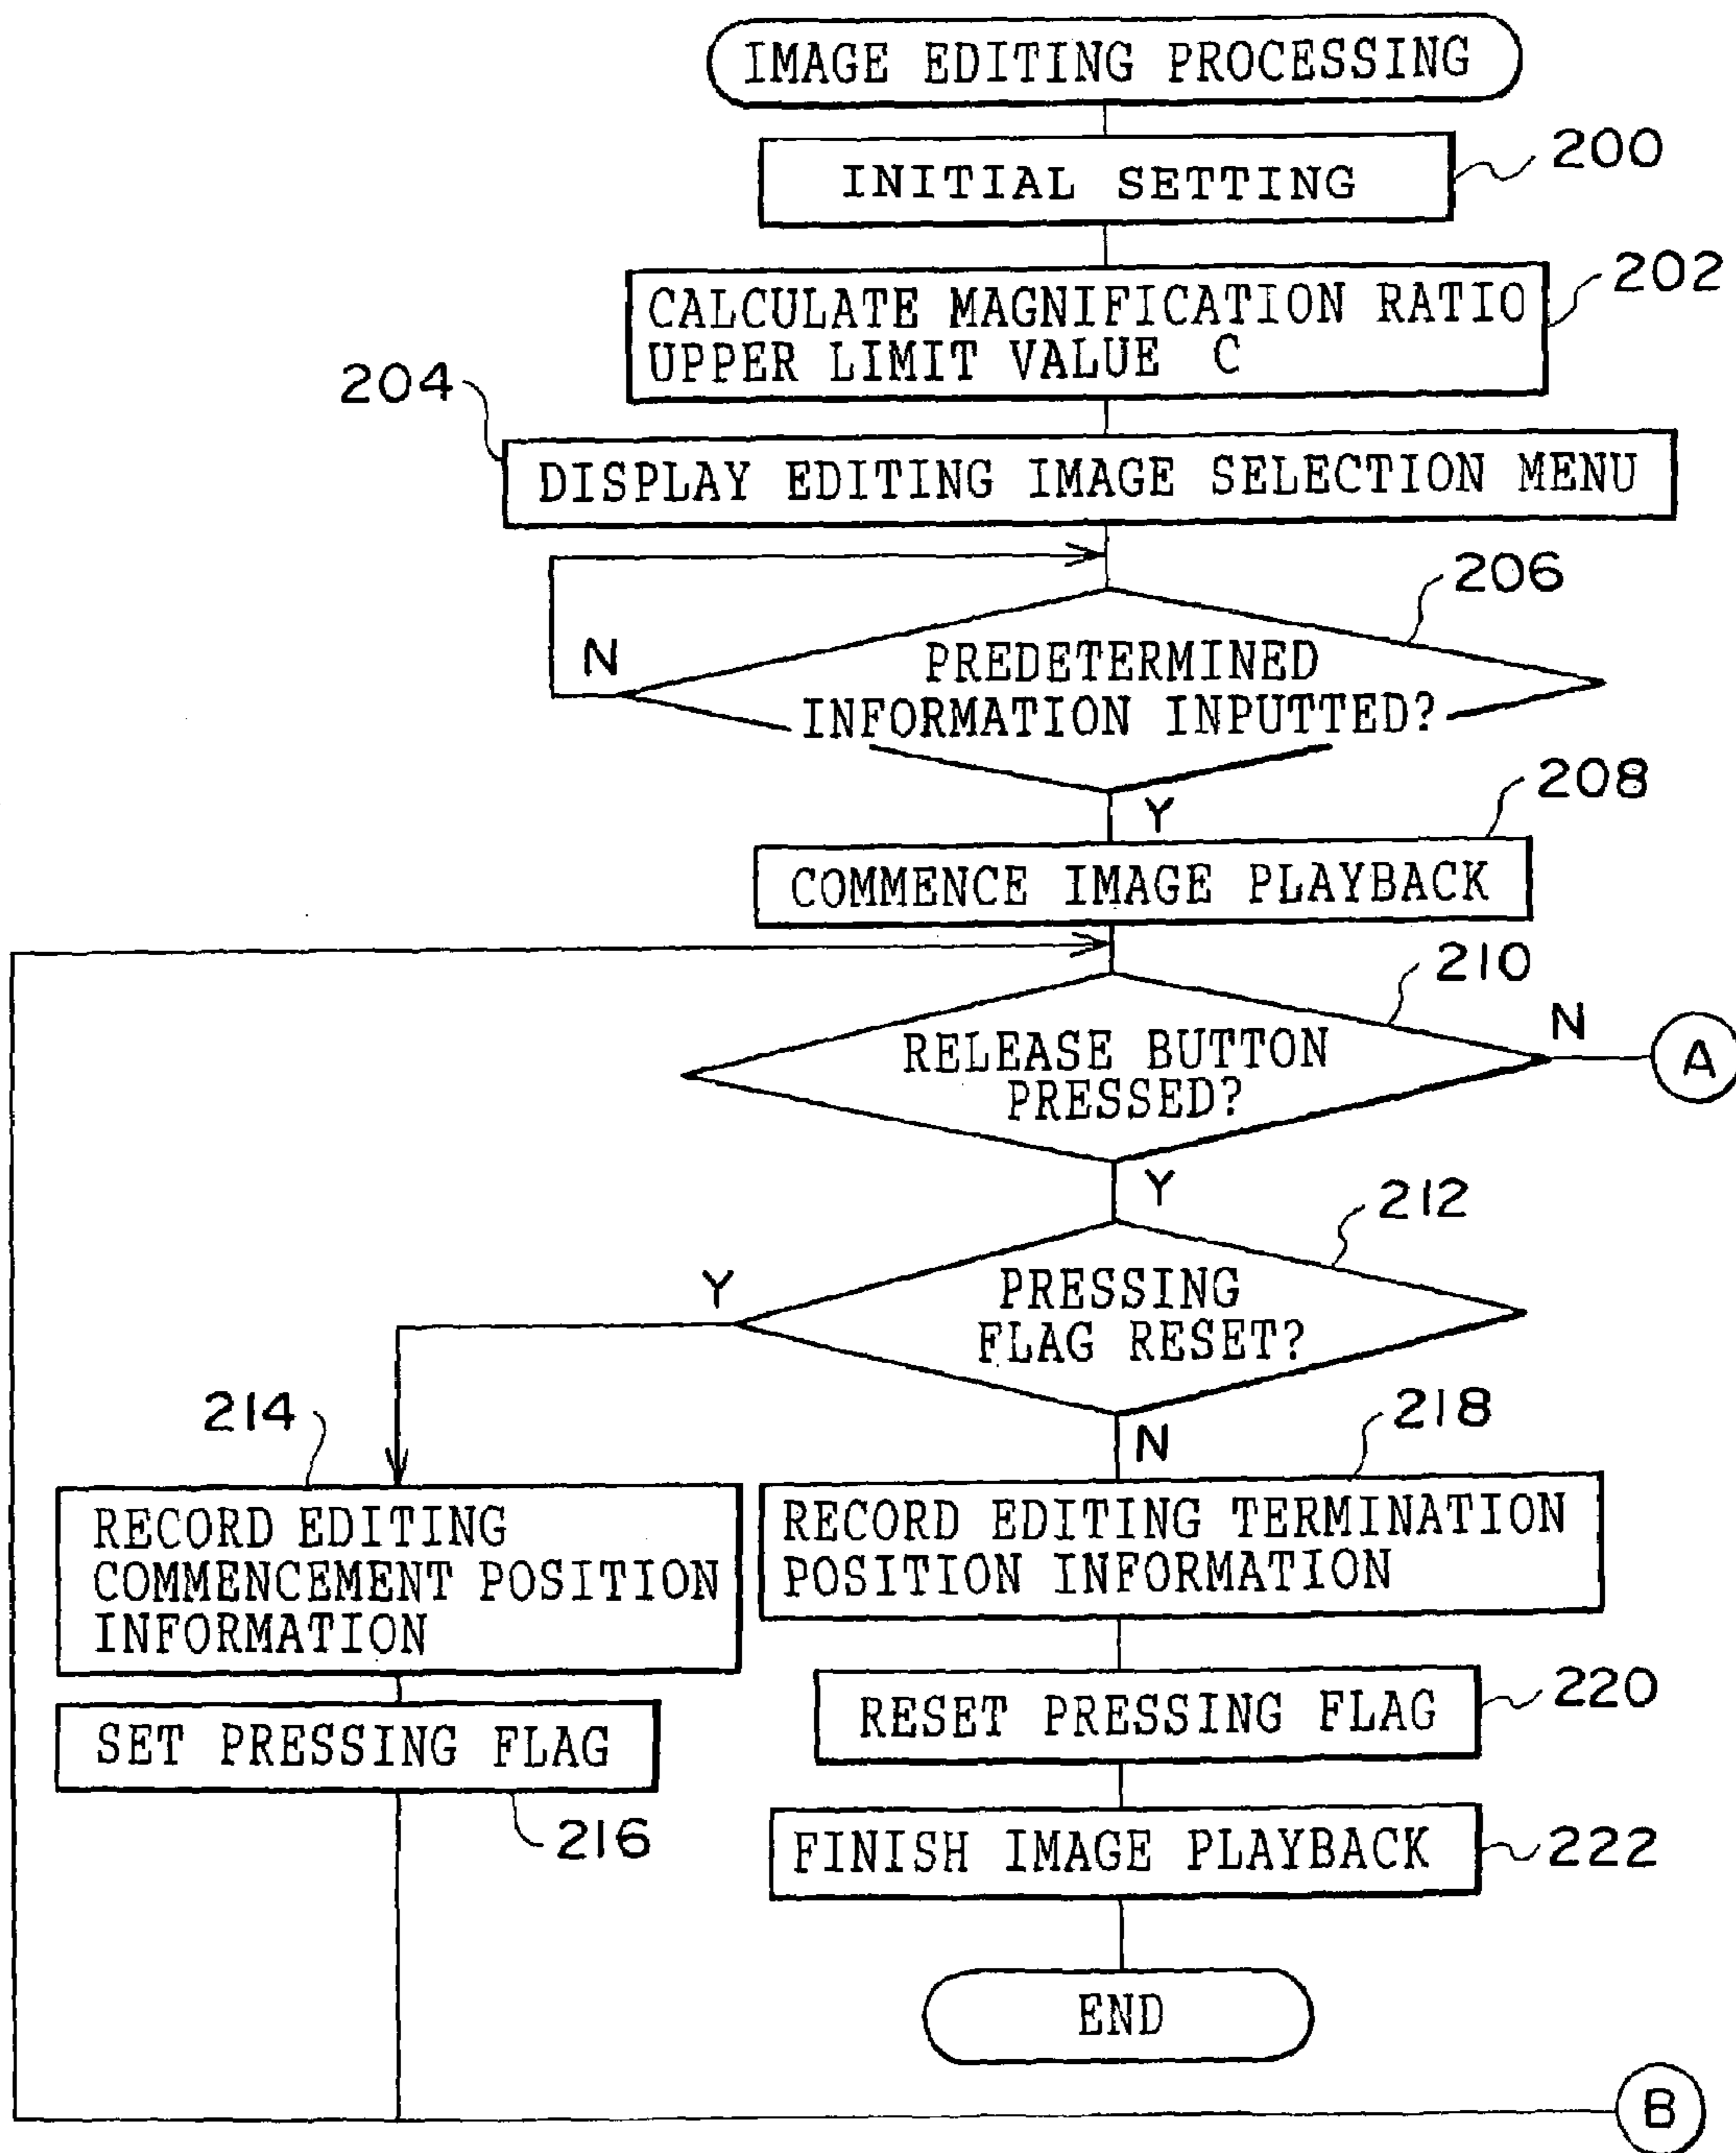 IMAGE EDITING PROCESSING
INITIAL SETTING
200
CALCULATE MAGNIFICATION RATIO
UPPER LIMIT VALUE C
202
204
DISPLAY EDITING IMAGE SELECTION MENU
206
N
PREDETERMINED
INFORMATION INPUTTED?
Y
208
COMMENCE IMAGE PLAYBACK
210
RELEASE BUTTON
PRESSED?
N
A
Y
212
PRESSING
FLAG RESET?
Y
N
214
RECORD EDITING
COMMENCEMENT POSITION
INFORMATION
SET PRESSING FLAG
216
218
RECORD EDITING TERMINATION
POSITION INFORMATION
RESET PRESSING FLAG
220
FINISH IMAGE PLAYBACK
222
END
B